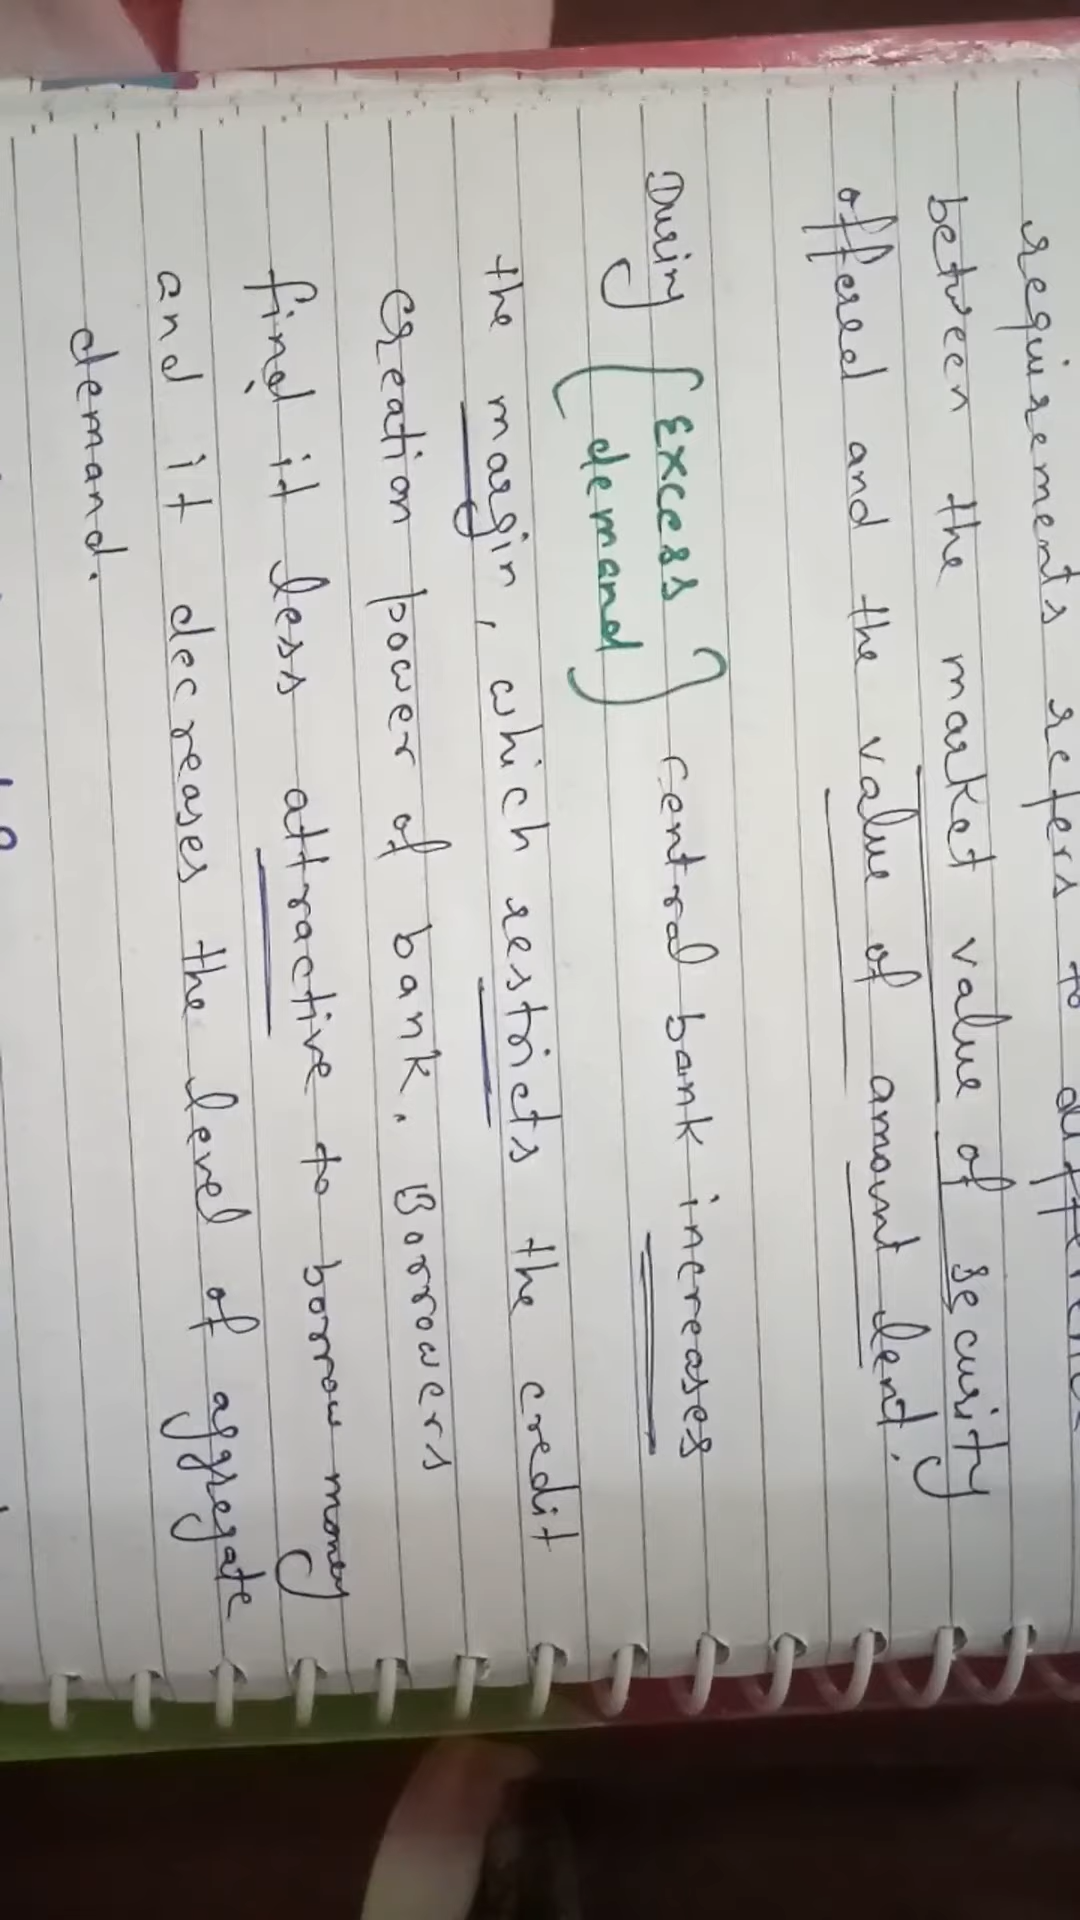 requirements refers to difference
between the market value of security
offered and the value of amount lent.
During (Excess demand) central bank increases
the margin, which restricts the credit
creation power of bank. Borrowers
find it less attractive to borrow money
and it decreases the level of aggregate
demand.